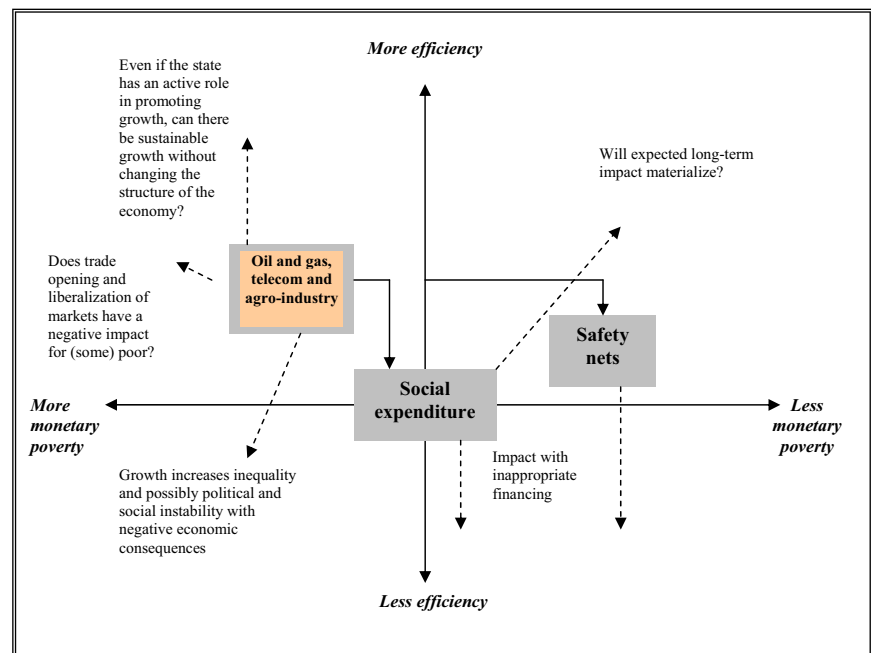 More efficiency
Even if the state
has an active role
in promoting
growth, can there
be sustainable
growth without
changing the
structure of the
economy?
Will expected long-term
impact materialize?
Does trade
opening and
liberalization of
markets have a
negative impact
for (some) poor?
Oil and gas,
telecom and
agro-industry
Safety
nets
Social
expenditure
More
monetary
poverty
Less
monetary
poverty
Growth increases inequality
and possibly political and
social instability with
negative economic
consequences
Impact with
inappropriate
financing
Less efficiency